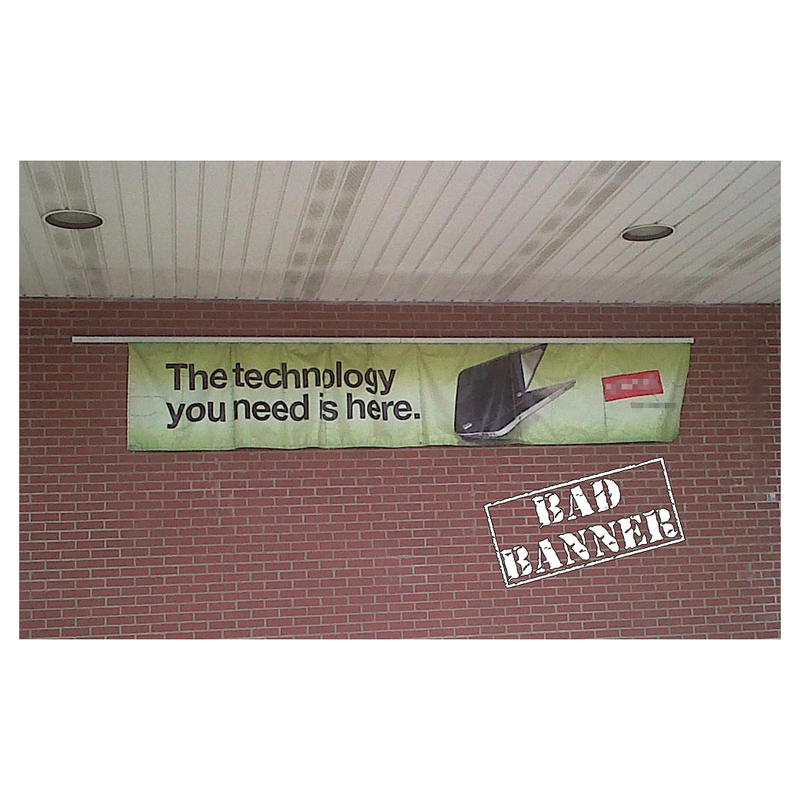 The technology
you need is here.
BAD
BANNER